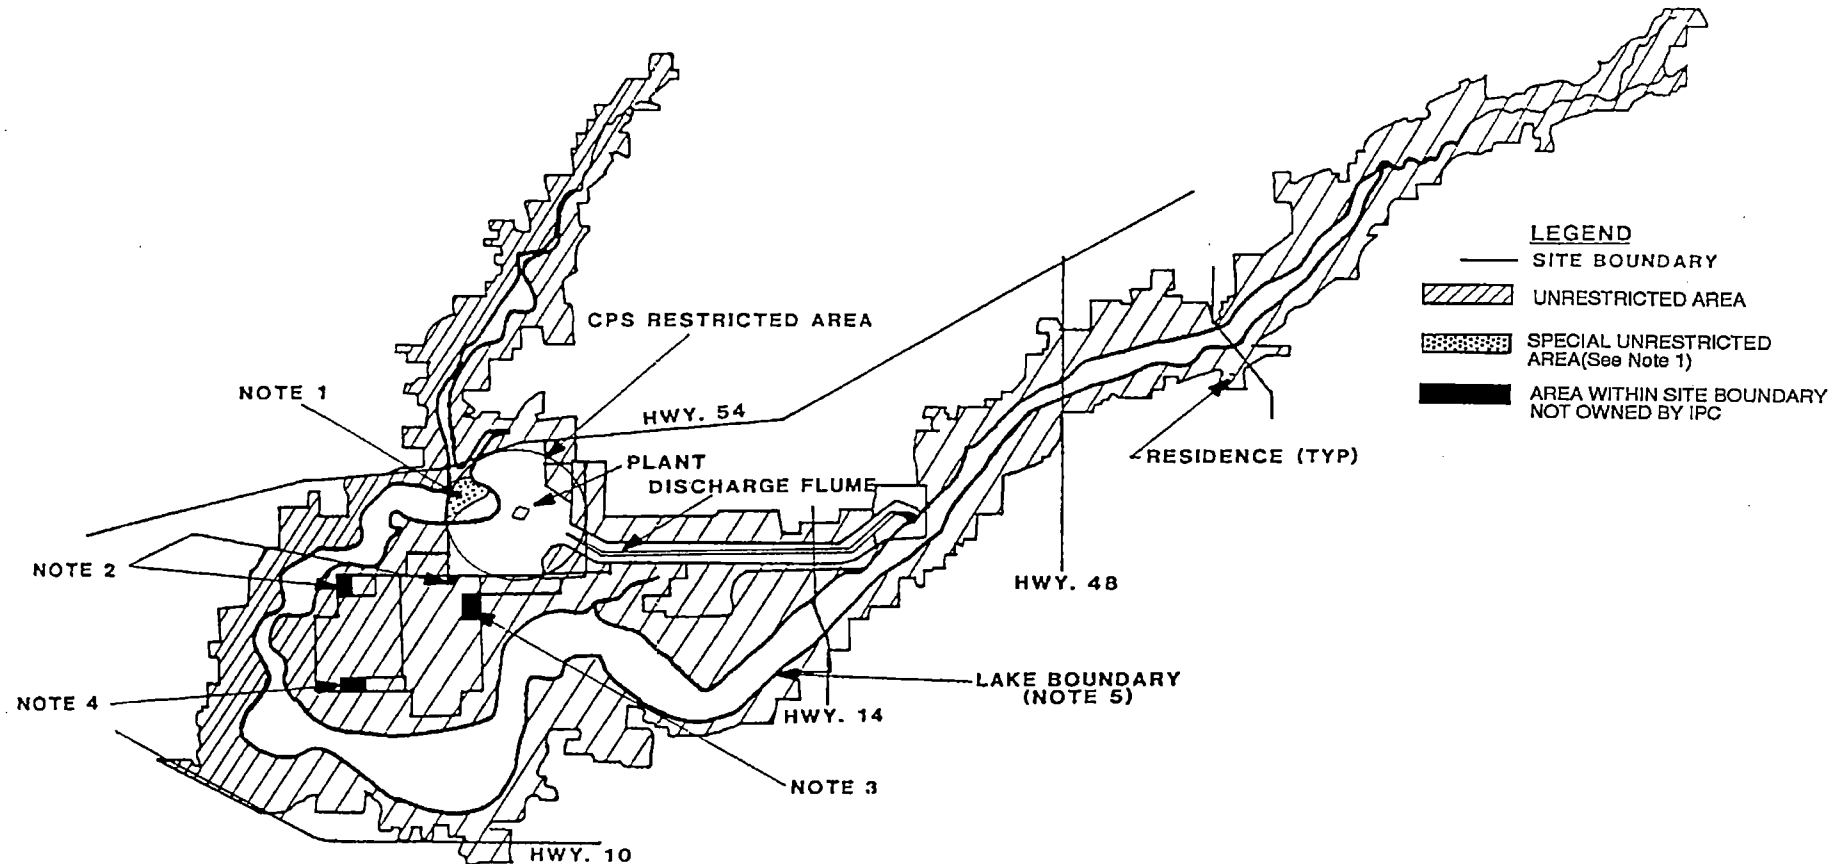 LEGEND
SITE BOUNDARY
UNRESTRICTED AREA
SPECIAL UNRESTRICTED
AREA(See Note 1)
AREA WITHIN SITE BOUNDARY
NOT OWNED BY IPC
CPS RESTRICTED AREA
NOTE 1
HWY. 54
PLANT
DISCHARGE FLUME
RESIDENCE (TYP)
NOTE 2
HWY. 48
NOTE 4
LAKE BOUNDARY
(NOTE 5)
HWY. 14
NOTE 3
HWY. 10